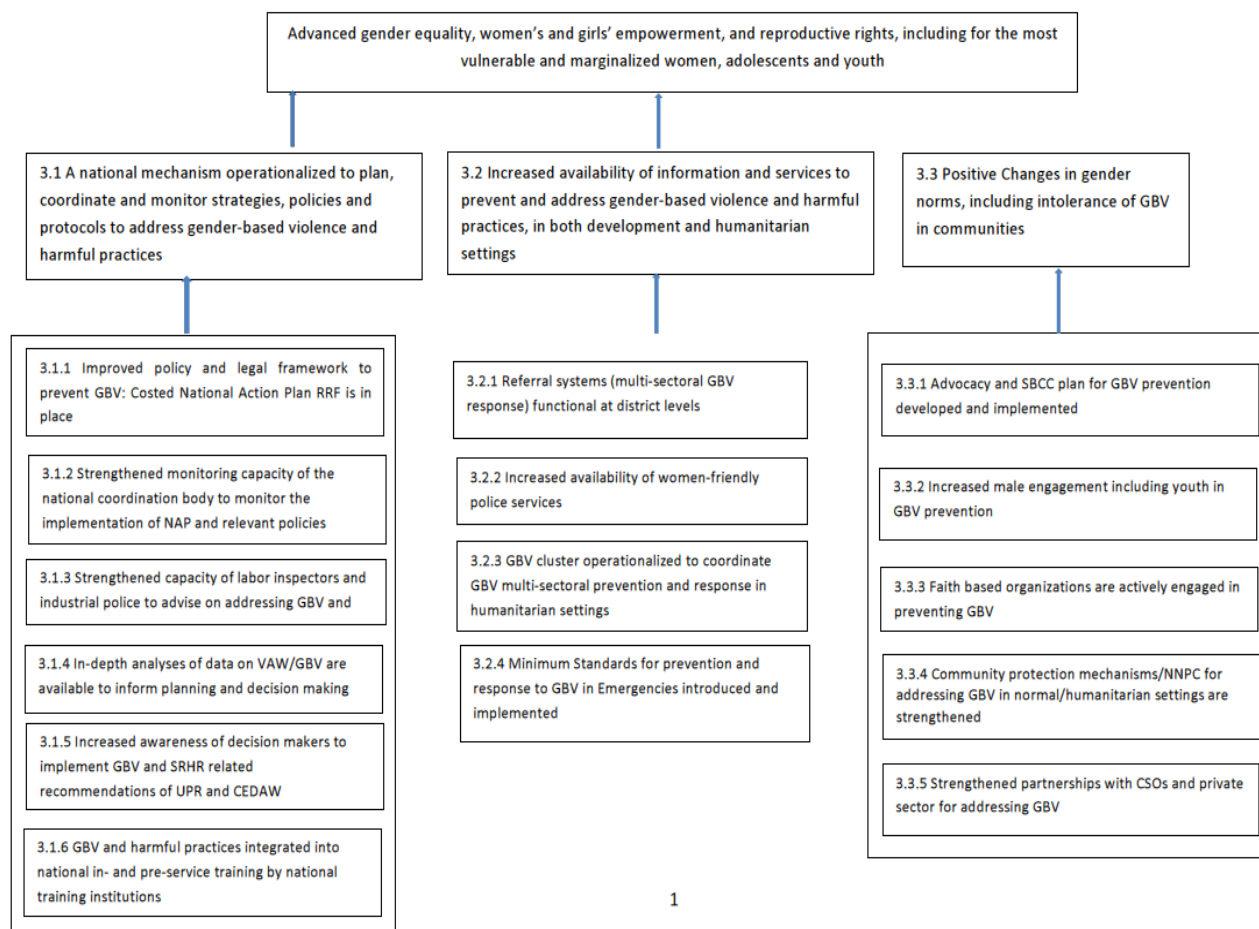 Advanced gender equality, women's and girls' empowerment, and reproductive rights, including for the most
vulnerable and marginalized women, adolescents and youth
3.1 A national mechanism operationalized to plan,
coordinate and monitor strategies, policies and
protocols to address gender-based violence and
harmful practices
3.2 Increased availability of information and services to
prevent and address gender-based violence and harmful
practices, in both development and humanitarian
settings
3.3 Positive Changes in gender
norms, including intolerance of GBV
in communities
3.1.1 Improved policy and legal framework to
prevent GBV: Costed National Action Plan RRF is in
place
3.1.2 Strengthened monitoring capacity of the
national coordination body to monitor the
implementation of NAP and relevant policies
3.1.3 Strengthened capacity of labor inspectors and
industrial police to advise on addressing GBV and
3.1.4 In-depth analyses of data on VAW/GBV are
available to inform planning and decision making
3.1.5 Increased awareness of decision makers to
implement GBV and SRHR related
recommendations of UPR and CEDAW
3.1.6 GBV and harmful practices integrated into
national in- and pre-service training by national
training institutions
3.2.1 Referral systems (multi-sectoral GBV
response) functional at district levels
3.2.2 Increased availability of women-friendly
police services
3.2.3 GBV cluster operationalized to coordinate
GBV multi-sectoral prevention and response in
humanitarian settings
3.2.4 Minimum Standards for prevention and
response to GBV in Emergencies introduced and
implemented
3.3.1 Advocacy and SBCC plan for GBV prevention
developed and implemented
3.3.2 Increased male engagement including youth in
GBV prevention
3.3.3 Faith based organizations are actively engaged in
preventing GBV
3.3.4 Community protection mechanisms/NNPC for
addressing GBV in normal/humanitarian settings are
strengthened
3.3.5 Strengthened partnerships with CSOs and private
sector for addressing GBV
1